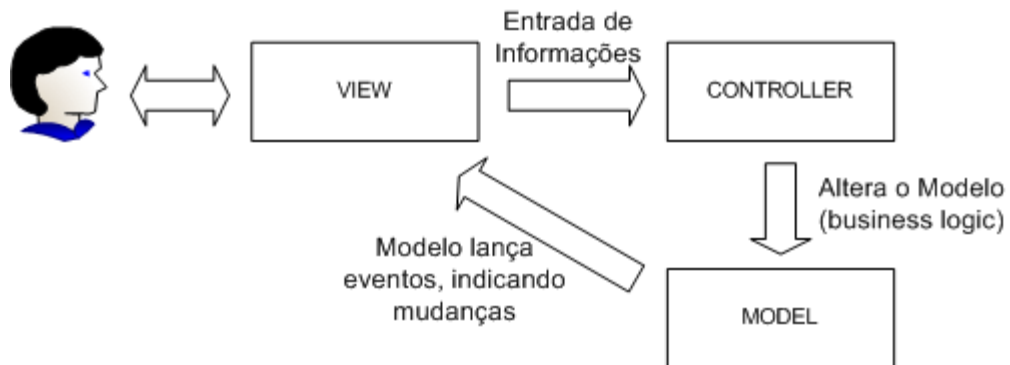 VIEW
Entrada de
Informações
CONTROLLER
Altera o Modelo
(business logic)
Modelo lança
eventos, indicando
mudanças
MODEL